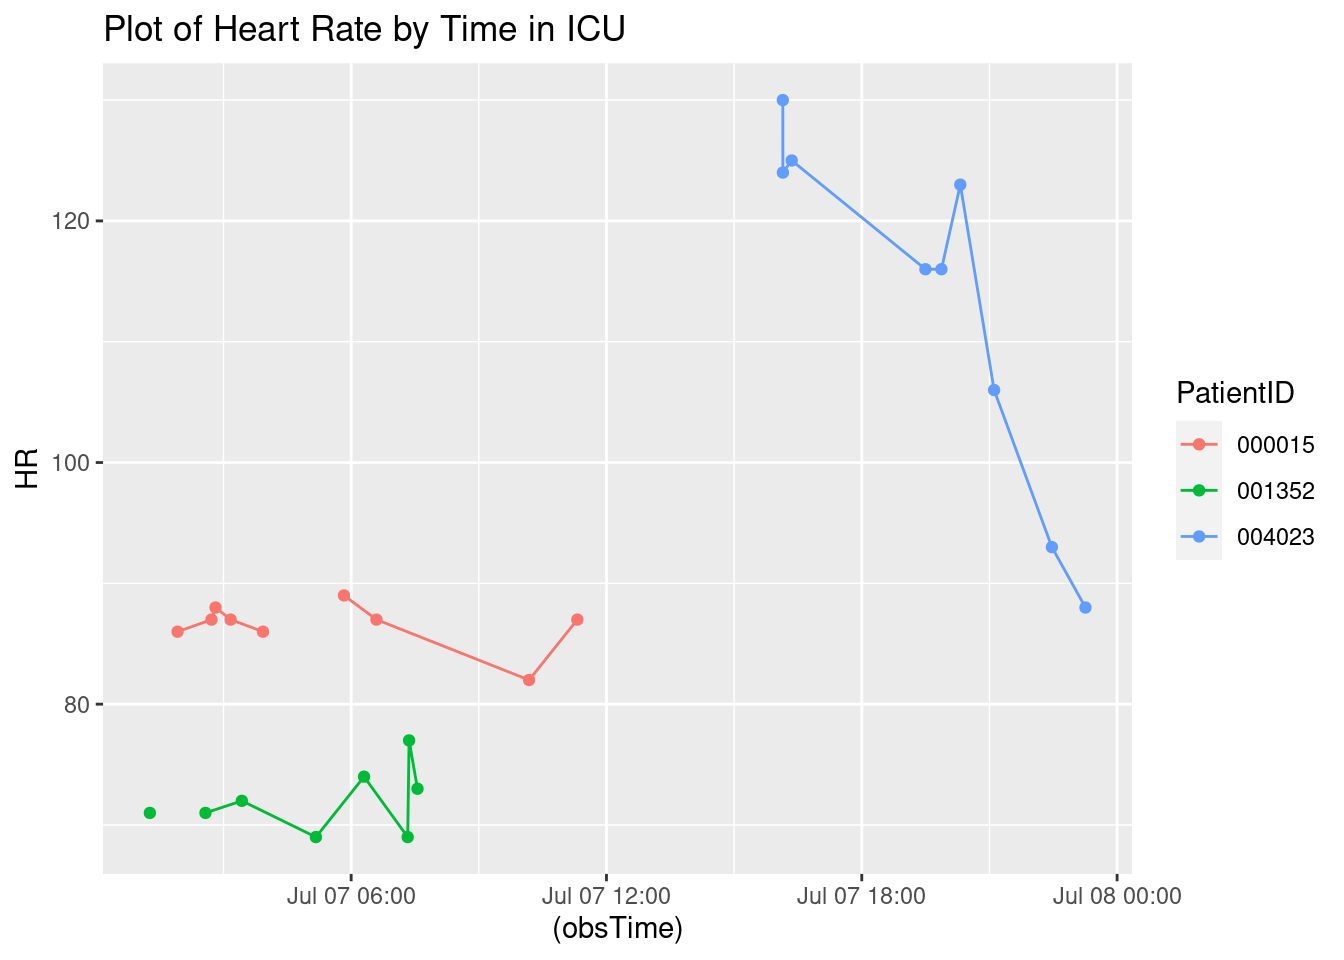 Plot of Heart Rate by Time in ICU
HR
120
100
80
Jul 07 06:00
Jul 07 12:00
Jul 07 18:00
Jul 08 00:00
(obsTime)
PatientID
000015
001352
004023